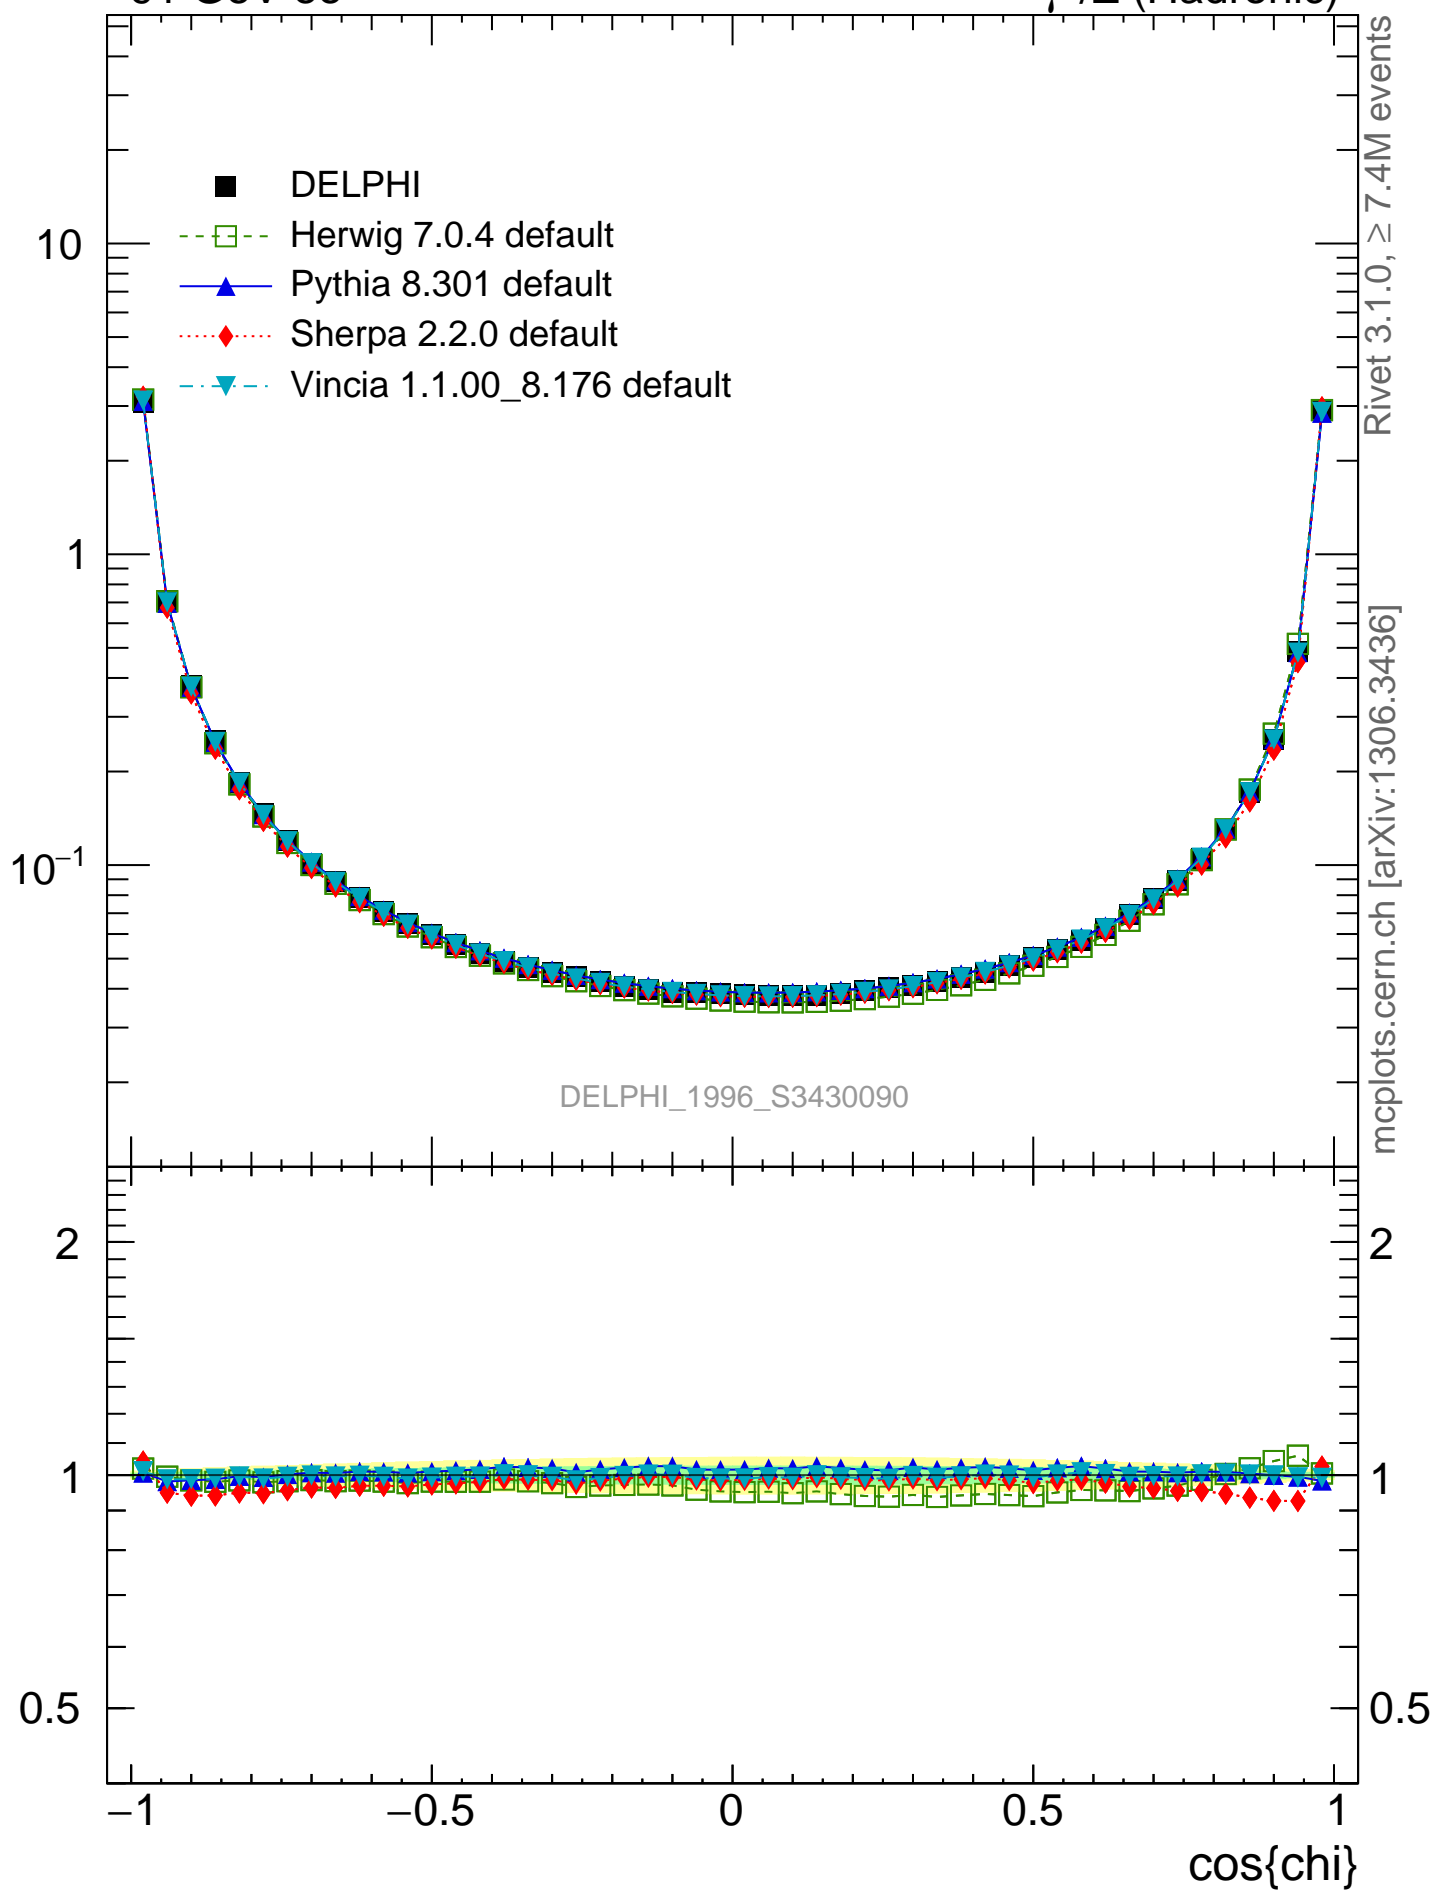 DELPHI
Herwig 7.0.4 default
Pythia 8.301 default
Sherpa 2.2.0 default
Vincia 1.1.00_8.176 default
10
1
10⁻¹
DELPHI_1996_S3430090
Rivet 3.1.0, ≥ 7.4M events
mcplots.cern.ch [arXiv:1306.3436]
2
1
0.5
2
1
0.5
−1
−0.5
0
0.5
1
cos{chi}